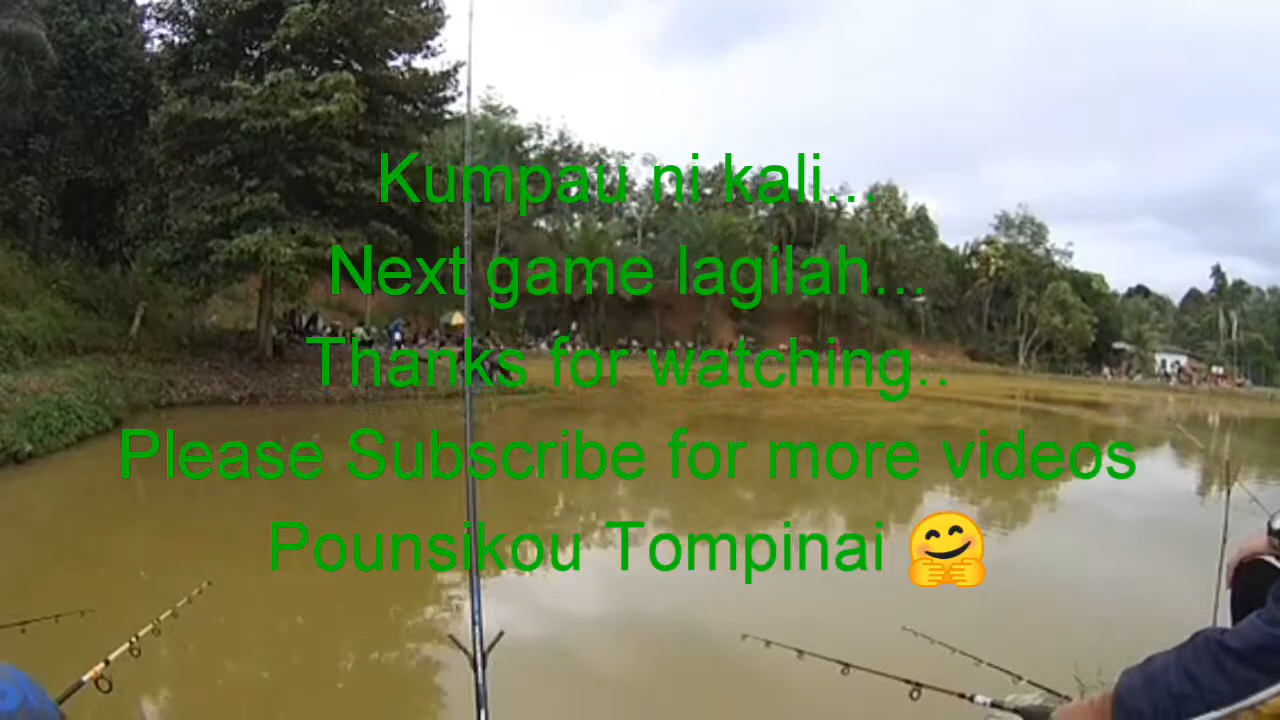 Kumpau ni kali...
Next game lagilah...
Thanks for watching..
Please Subscribe for more videos
Pounsikou Tompinai 🤗